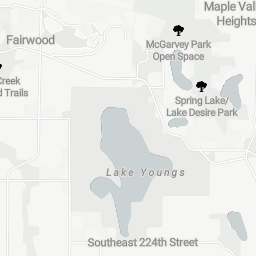 Maple Val
Heights
McGarvey Park
Open Space
Fairwood
Creek
d Trails
Spring Lake/
Lake Desire Park
Lake Youngs
Southeast 224th Street